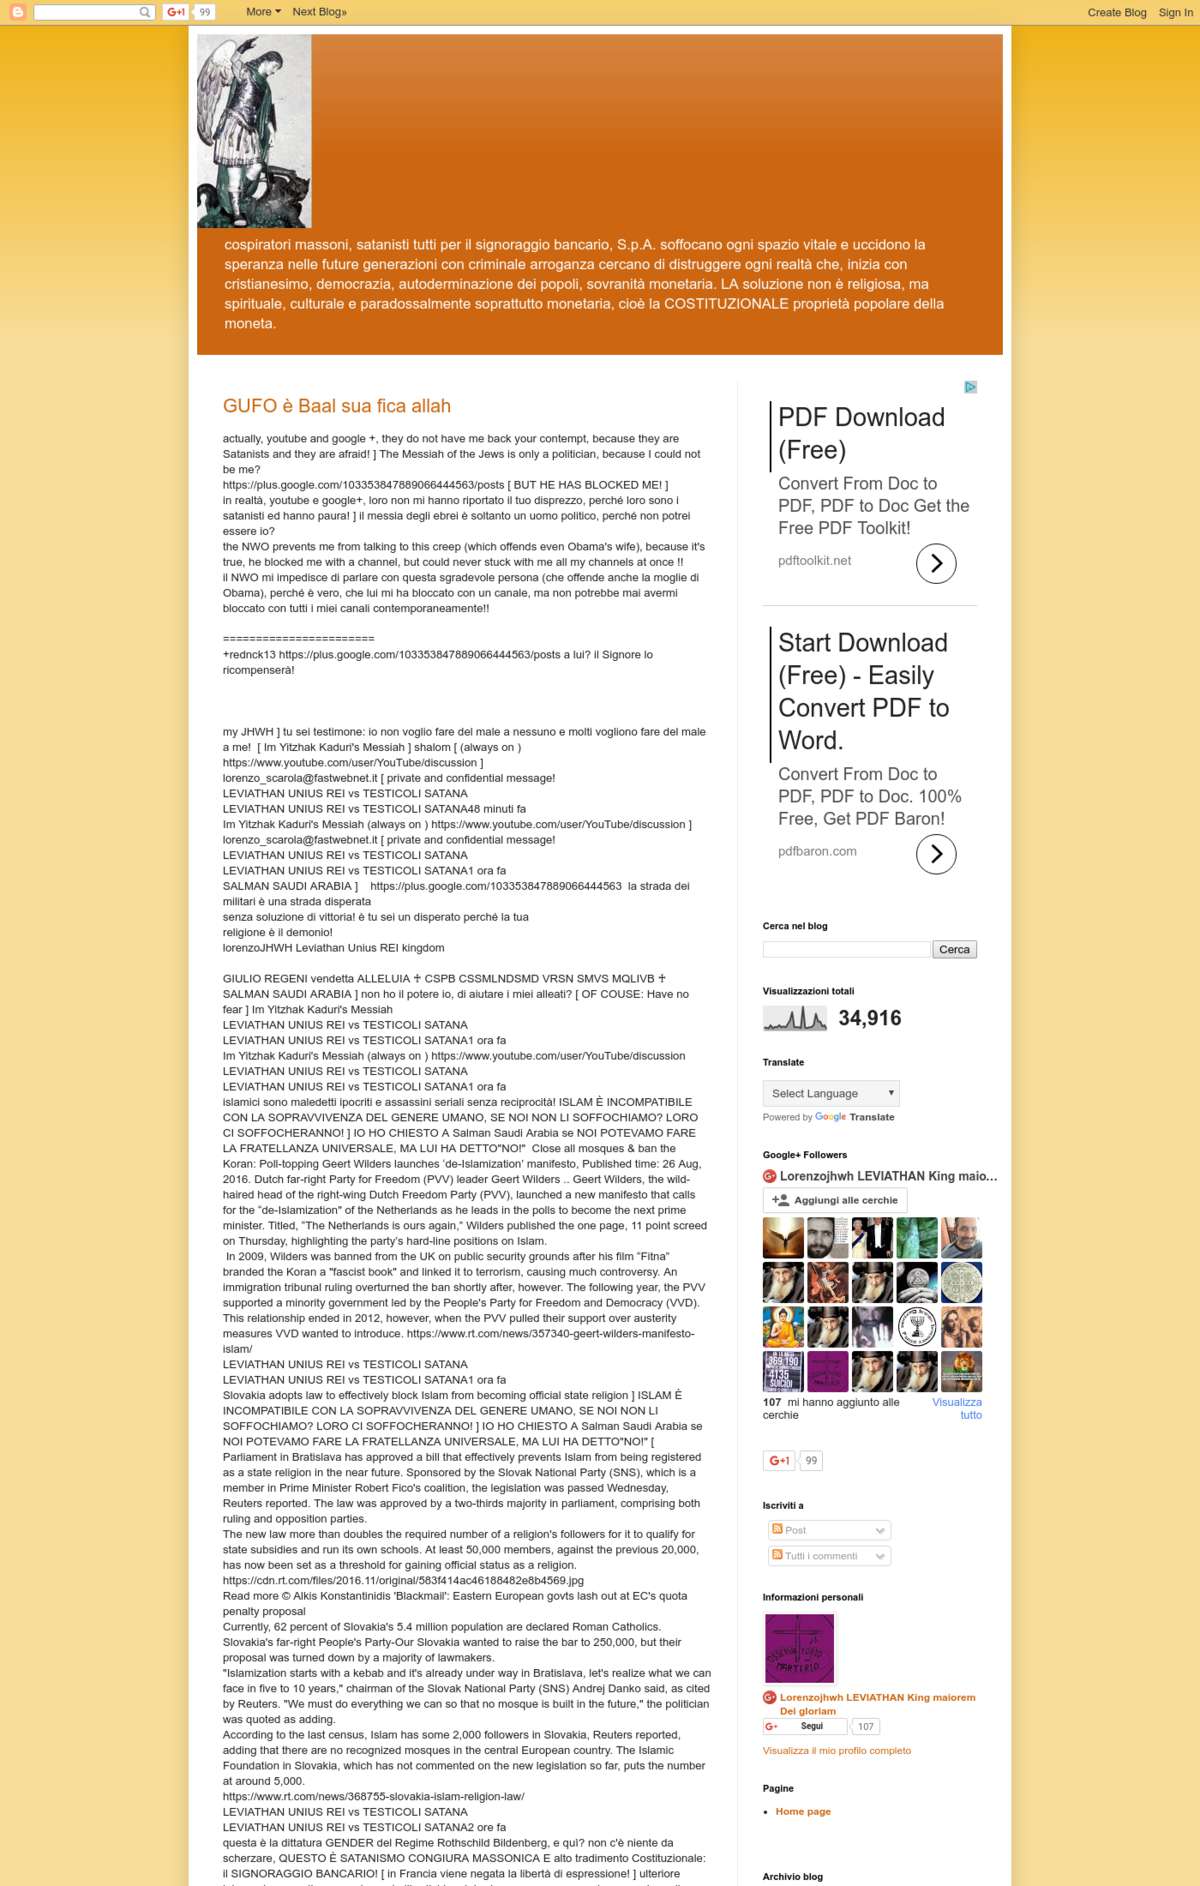 G+1 99 More Next Blog» Create Blog Sign In
cospiratori massoni, satanisti tutti per il signoraggio bancario, S.p.A. soffocano ogni spazio vitale e uccidono la
speranza nelle future generazioni con criminale arroganza cercano di distruggere ogni realtà che, inizia con
cristianesimo, democrazia, autoderminazione dei popoli, sovranità monetaria. LA soluzione non è religiosa, ma
spirituale, culturale e paradossalmente soprattutto monetaria, cioè la COSTITUZIONALE proprietà popolare della
moneta.
GUFO è Baal sua fica allah
actually, youtube and google +, they do not have me back your contempt, because they are
Satanists and they are afraid! ] The Messiah of the Jews is only a politician, because I could not
be me?
https://plus.google.com/103353847889066444563/posts [ BUT HE HAS BLOCKED ME! ]
in realtà, youtube e google+, loro non mi hanno riportato il tuo disprezzo, perché loro sono i
satanisti ed hanno paura! ] il messia degli ebrei è soltanto un uomo politico, perché non potrei
essere io?
the NWO prevents me from talking to this creep (which offends even Obama's wife), because it's
true, he blocked me with a channel, but could never stuck with me all my channels at once !!
il NWO mi impedisce di parlare con questa sgradevole persona (che offende anche la moglie di
Obama), perché è vero, che lui mi ha bloccato con un canale, ma non potrebbe mai avermi
bloccato con tutti i miei canali contemporaneamente!!
=======================
+rednck13 https://plus.google.com/103353847889066444563/posts a lui? il Signore lo
ricompenserà!
my JHWH ] tu sei testimone: io non voglio fare del male a nessuno e molti vogliono fare del male
a me! [ Im Yitzhak Kaduri's Messiah ] shalom [ (always on )
https://www.youtube.com/user/YouTube/discussion ]
lorenzo_scarola@fastwebnet.it [ private and confidential message!
LEVIATHAN UNIUS REI vs TESTICOLI SATANA
LEVIATHAN UNIUS REI vs TESTICOLI SATANA48 minuti fa
Im Yitzhak Kaduri's Messiah (always on ) https://www.youtube.com/user/YouTube/discussion ]
lorenzo_scarola@fastwebnet.it [ private and confidential message!
LEVIATHAN UNIUS REI vs TESTICOLI SATANA
LEVIATHAN UNIUS REI vs TESTICOLI SATANA1 ora fa
SALMAN SAUDI ARABIA ] https://plus.google.com/103353847889066444563 la strada dei
militari è una strada disperata
senza soluzione di vittoria! è tu sei un disperato perché la tua
religione è il demonio!
lorenzoJHWH Leviathan Unius REI kingdom
GIULIO REGENI vendetta ALLELUIA ♰ CSPB CSSMLNDSMD VRSN SMVS MQLIVB ♰
SALMAN SAUDI ARABIA ] non ho il potere io, di aiutare i miei alleati? [ OF COUSE: Have no
fear ] Im Yitzhak Kaduri's Messiah
LEVIATHAN UNIUS REI vs TESTICOLI SATANA
LEVIATHAN UNIUS REI vs TESTICOLI SATANA1 ora fa
Im Yitzhak Kaduri's Messiah (always on ) https://www.youtube.com/user/YouTube/discussion
LEVIATHAN UNIUS REI vs TESTICOLI SATANA
LEVIATHAN UNIUS REI vs TESTICOLI SATANA1 ora fa
islamici sono maledetti ipocriti e assassini seriali senza reciprocità! ISLAM È INCOMPATIBILE
CON LA SOPRAVVIVENZA DEL GENERE UMANO, SE NOI NON LI SOFFOCHIAMO? LORO
CI SOFFOCHERANNO! ] IO HO CHIESTO A Salman Saudi Arabia se NOI POTEVAMO FARE
LA FRATELLANZA UNIVERSALE, MA LUI HA DETTO"NO!" Close all mosques & ban the
Koran: Poll-topping Geert Wilders launches 'de-Islamization' manifesto, Published time: 26 Aug,
2016. Dutch far-right Party for Freedom (PVV) leader Geert Wilders .. Geert Wilders, the wild-
haired head of the right-wing Dutch Freedom Party (PVV), launched a new manifesto that calls
for the "de-Islamization" of the Netherlands as he leads in the polls to become the next prime
minister. Titled, "The Netherlands is ours again," Wilders published the one page, 11 point screed
on Thursday, highlighting the party's hard-line positions on Islam.
In 2009, Wilders was banned from the UK on public security grounds after his film "Fitna"
branded the Koran a "fascist book" and linked it to terrorism, causing much controversy. An
immigration tribunal ruling overturned the ban shortly after, however. The following year, the PVV
supported a minority government led by the People's Party for Freedom and Democracy (VVD).
This relationship ended in 2012, however, when the PVV pulled their support over austerity
measures VVD wanted to introduce. https://www.rt.com/news/357340-geert-wilders-manifesto-
islam/
LEVIATHAN UNIUS REI vs TESTICOLI SATANA
LEVIATHAN UNIUS REI vs TESTICOLI SATANA1 ora fa
Slovakia adopts law to effectively block Islam from becoming official state religion ] ISLAM È
INCOMPATIBILE CON LA SOPRAVVIVENZA DEL GENERE UMANO, SE NOI NON LI
SOFFOCHIAMO? LORO CI SOFFOCHERANNO! ] IO HO CHIESTO A Salman Saudi Arabia se
NOI POTEVAMO FARE LA FRATELLANZA UNIVERSALE, MA LUI HA DETTO"NO!" [
Parliament in Bratislava has approved a bill that effectively prevents Islam from being registered
as a state religion in the near future. Sponsored by the Slovak National Party (SNS), which is a
member in Prime Minister Robert Fico's coalition, the legislation was passed Wednesday,
Reuters reported. The law was approved by a two-thirds majority in parliament, comprising both
ruling and opposition parties.
The new law more than doubles the required number of a religion's followers for it to qualify for
state subsidies and run its own schools. At least 50,000 members, against the previous 20,000,
has now been set as a threshold for gaining official status as a religion.
https://cdn.rt.com/files/2016.11/original/583f414ac46188482e8b4569.jpg
Read more © Alkis Konstantinidis 'Blackmail': Eastern European govts lash out at EC's quota
penalty proposal
Currently, 62 percent of Slovakia's 5.4 million population are declared Roman Catholics.
Slovakia's far-right People's Party-Our Slovakia wanted to raise the bar to 250,000, but their
proposal was turned down by a majority of lawmakers.
"Islamization starts with a kebab and it's already under way in Bratislava, let's realize what we can
face in five to 10 years," chairman of the Slovak National Party (SNS) Andrej Danko said, as cited
by Reuters. "We must do everything we can so that no mosque is built in the future," the politician
was quoted as adding.
According to the last census, Islam has some 2,000 followers in Slovakia, Reuters reported,
adding that there are no recognized mosques in the central European country. The Islamic
Foundation in Slovakia, which has not commented on the new legislation so far, puts the number
at around 5,000.
https://www.rt.com/news/368755-slovakia-islam-religion-law/
LEVIATHAN UNIUS REI vs TESTICOLI SATANA
LEVIATHAN UNIUS REI vs TESTICOLI SATANA2 ore fa
questa è la dittatura GENDER del Regime Rothschild Bildenberg, e qui? non c'è niente da
scherzare, QUESTO È SATANISMO CONGIURA MASSONICA E alto tradimento Costituzionale:
il SIGNORAGGIO BANCARIO! [ in Francia viene negata la libertà di espressione! ] ulteriore
PDF Download
(Free)
Convert From Doc to
PDF, PDF to Doc Get the
Free PDF Toolkit!
pdftoolkit.net
Start Download
(Free) - Easily
Convert PDF to
Word.
Convert From Doc to
PDF, PDF to Doc. 100%
Free, Get PDF Baron!
pdfbaron.com
Cerca nel blog
Cerca
Visualizzazioni totali
34,916
Translate
Select Language
Powered by Google Translate
Google+ Followers
Lorenzojhwh LEVIATHAN King maio...
Aggiungi alle cerchie
369.190
4135
SUICIDI
107 mi hanno aggiunto alle
cerchie
Visualizza
tutto
G+1 99
Iscriviti a
Post
Tutti i commenti
Informazioni personali
MARTIRIO
Lorenzojhwh LEVIATHAN King maiorem
Dei gloriam
Segui 107
Visualizza il mio profilo completo
Pagine
Home page
Archivio blog